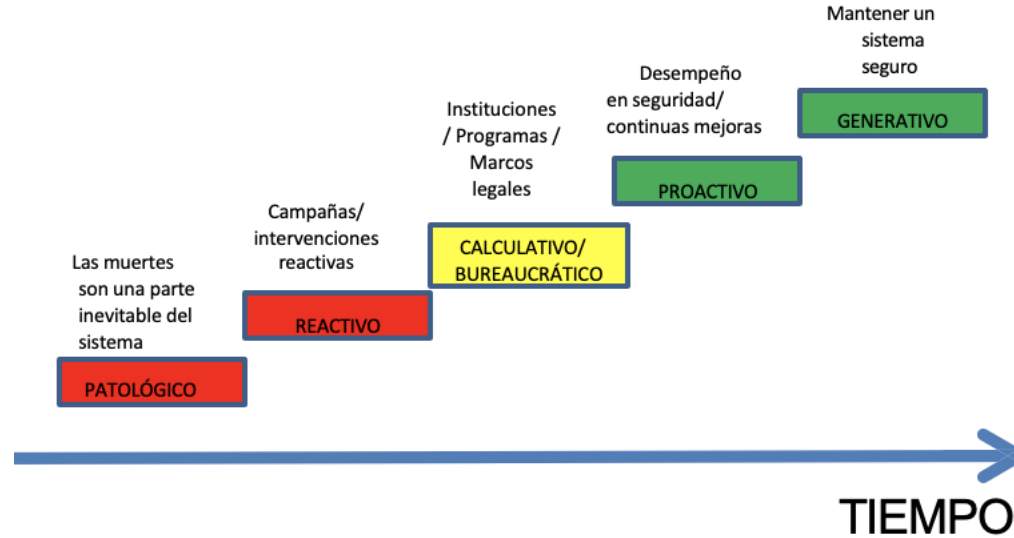 Las muertes
son una parte
inevitable del
sistema
PATOLÓGICO
Campañas/
intervenciones
reactivas
REACTIVO
Instituciones
/ Programas /
Marcos
legales
CALCULATIVO/
BUREAUCRÁTICO
Desempeño
en seguridad/
continuas mejoras
PROACTIVO
Mantener un
sistema
seguro
GENERATIVO
TIEMPO